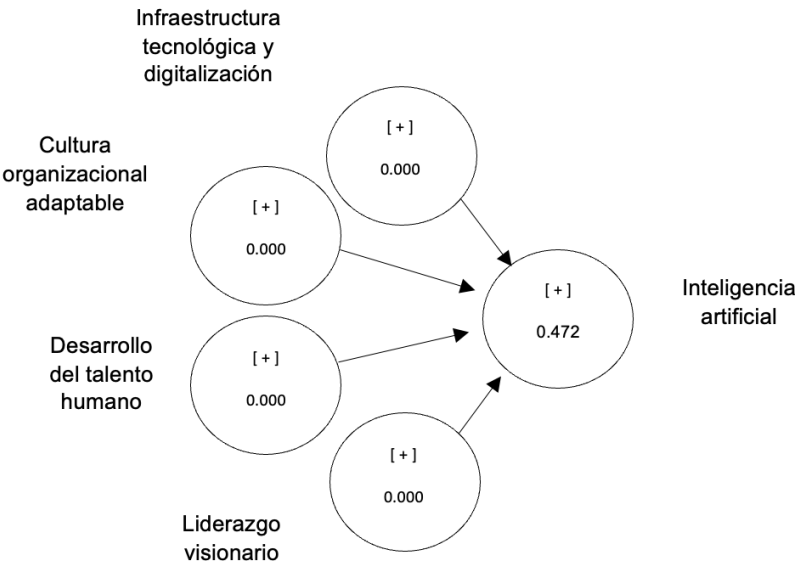 Infraestructura
tecnológica y
digitalización
[ + ]
0.000
Cultura
organizacional
adaptable
[ + ]
0.000
[ + ]
0.472
Inteligencia
artificial
Desarrollo
del talento
humano
[ + ]
0.000
[ + ]
0.000
Liderazgo
visionario